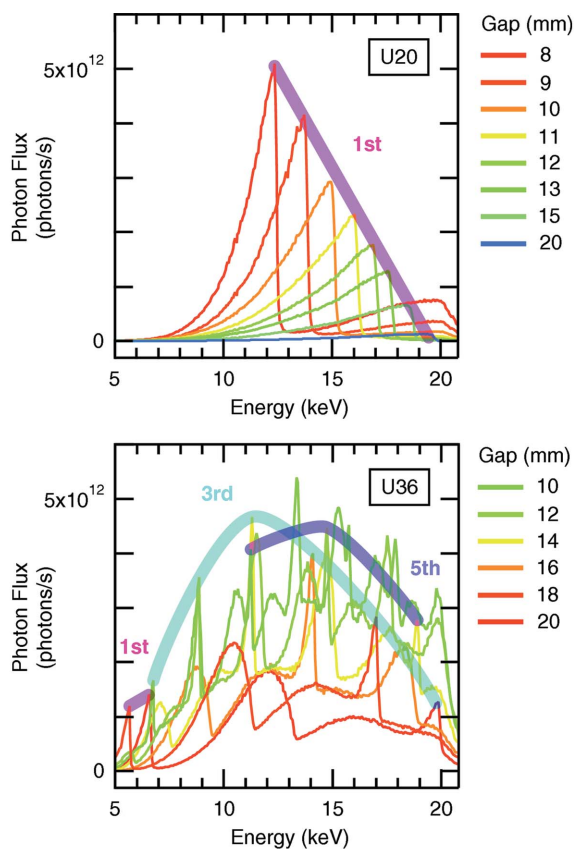 U20
Gap (mm)
8
9
10
11
12
13
15
20
5x10¹²
0
Photon Flux
(photons/s)
1st
5
10
15
20
Energy (keV)
U36
Gap (mm)
10
12
14
16
18
20
5x10¹²
0
Photon Flux
(photons/s)
3rd
5th
1st
5
10
15
20
Energy (keV)